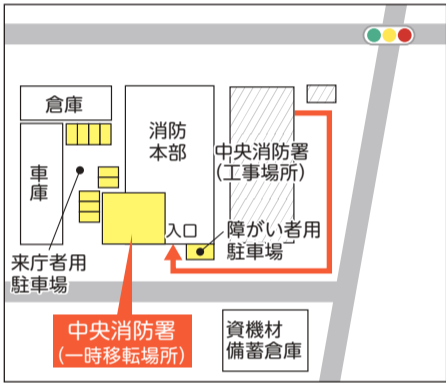 倉庫
車
庫
消防
本部
中央消防署
(工事場所)
入口
障がい者用
駐車場
来庁者用
駐車場
中央消防署
(一時移転場所)
資機材
備蓄倉庫